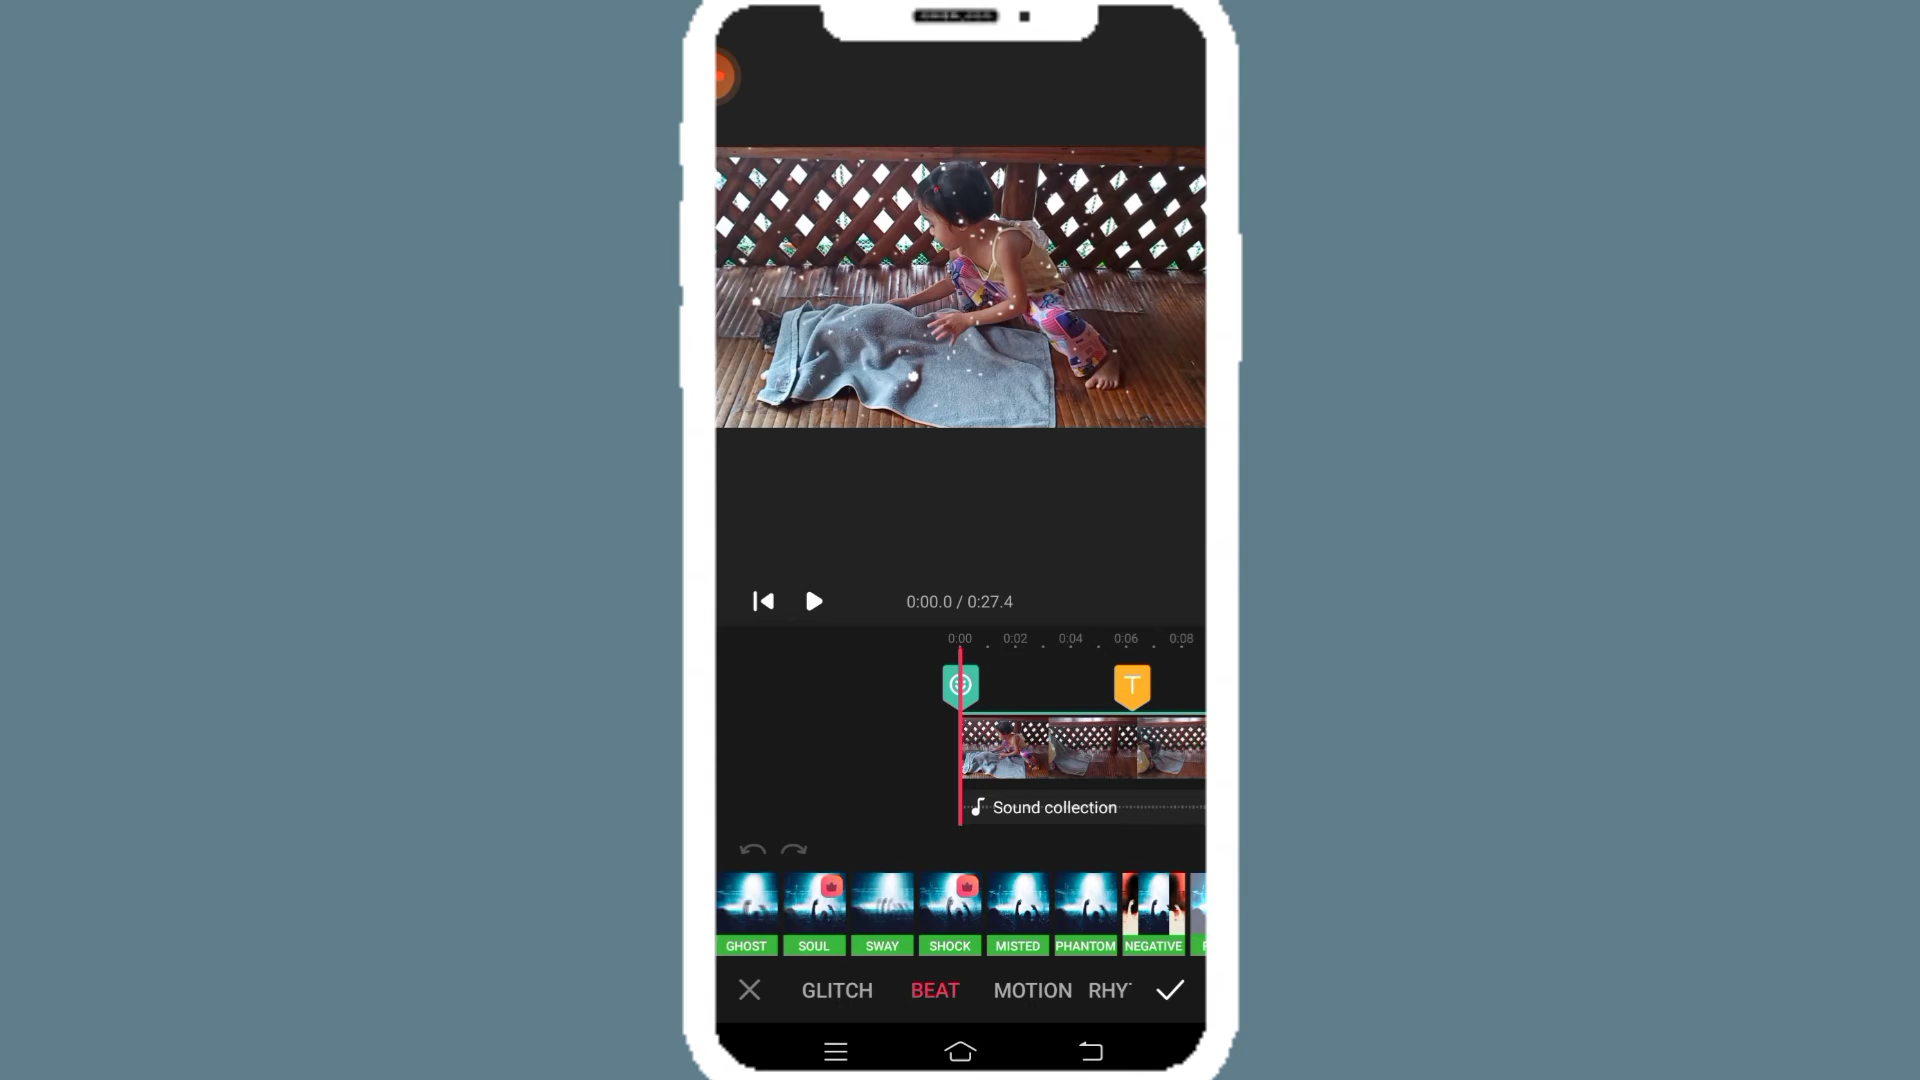 0:00.0 / 0:27.4
0:00 0:02 0:04 0:06 0:08
T
Sound collection
GHOST SOUL SWAY SHOCK MISTED PHANTOM NEGATIVE
GLITCH BEAT MOTION RHY